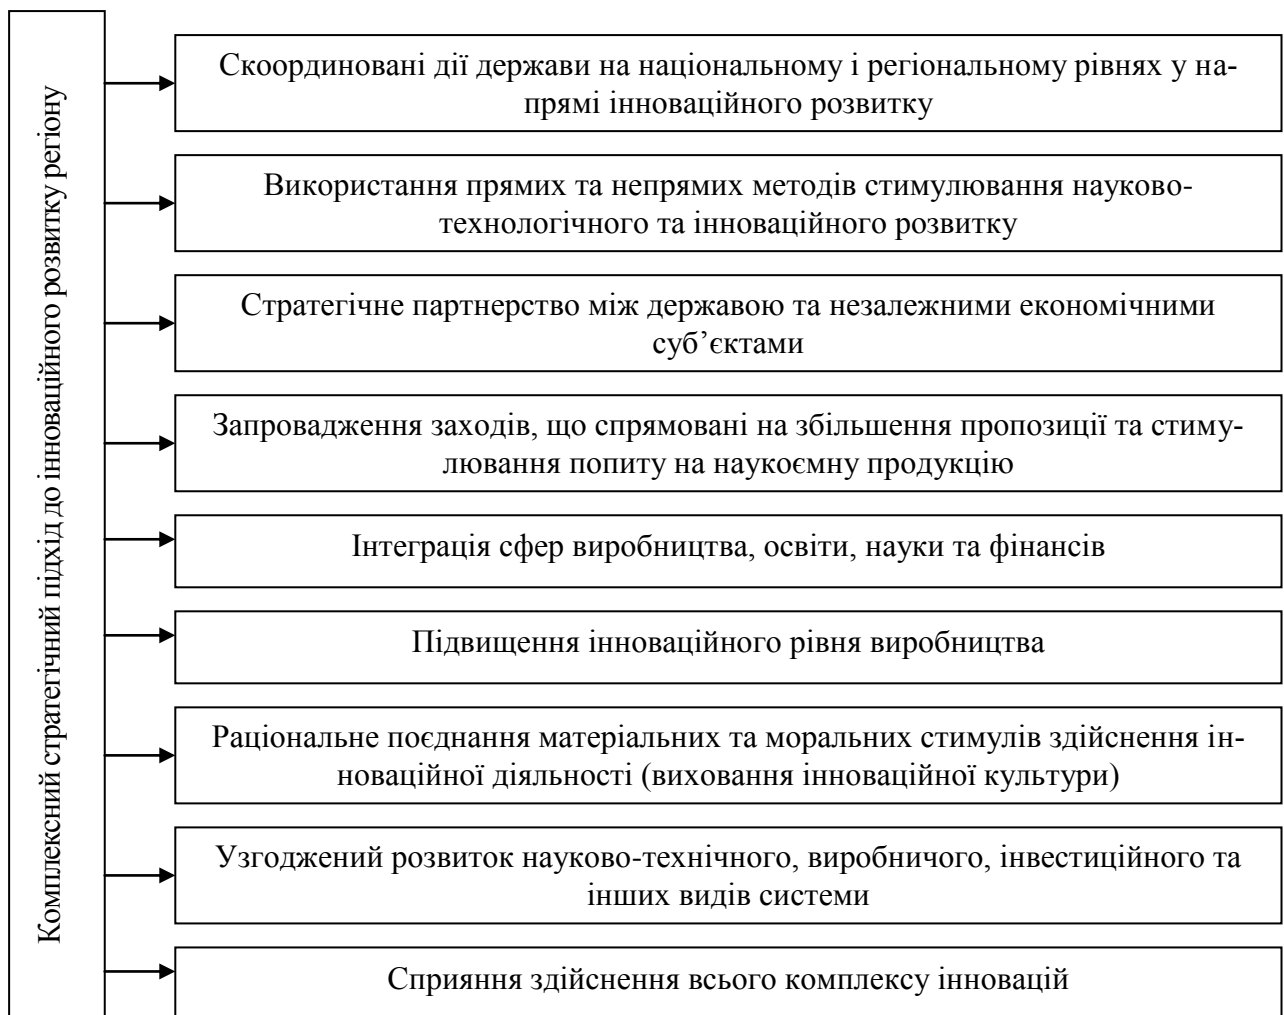 Комплексний стратегічний підхід до інноваційного розвитку регіону
Скоординовані дії держави на національному і регіональному рівнях у на-
прямі інноваційного розвитку
Використання прямих та непрямих методів стимулювання науково-
технологічного та інноваційного розвитку
Стратегічне партнерство між державою та незалежними економічними
суб’єктами
Запровадження заходів, що спрямовані на збільшення пропозиції та стиму-
лювання попиту на наукоємну продукцію
Інтеграція сфер виробництва, освіти, науки та фінансів
Підвищення інноваційного рівня виробництва
Раціональне поєднання матеріальних та моральних стимулів здійснення ін-
новаційної діяльності (виховання інноваційної культури)
Узгоджений розвиток науково-технічного, виробничого, інвестиційного та
інших видів системи
Сприяння здійснення всього комплексу інновацій